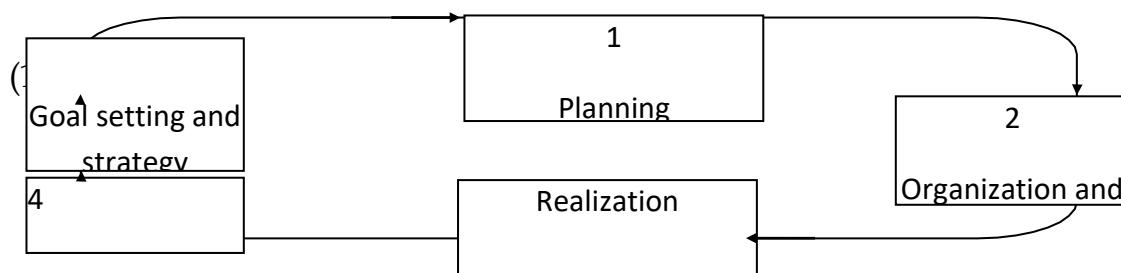 1
Planning
(
Goal setting and
strategy
2
Organization and
4
Realization